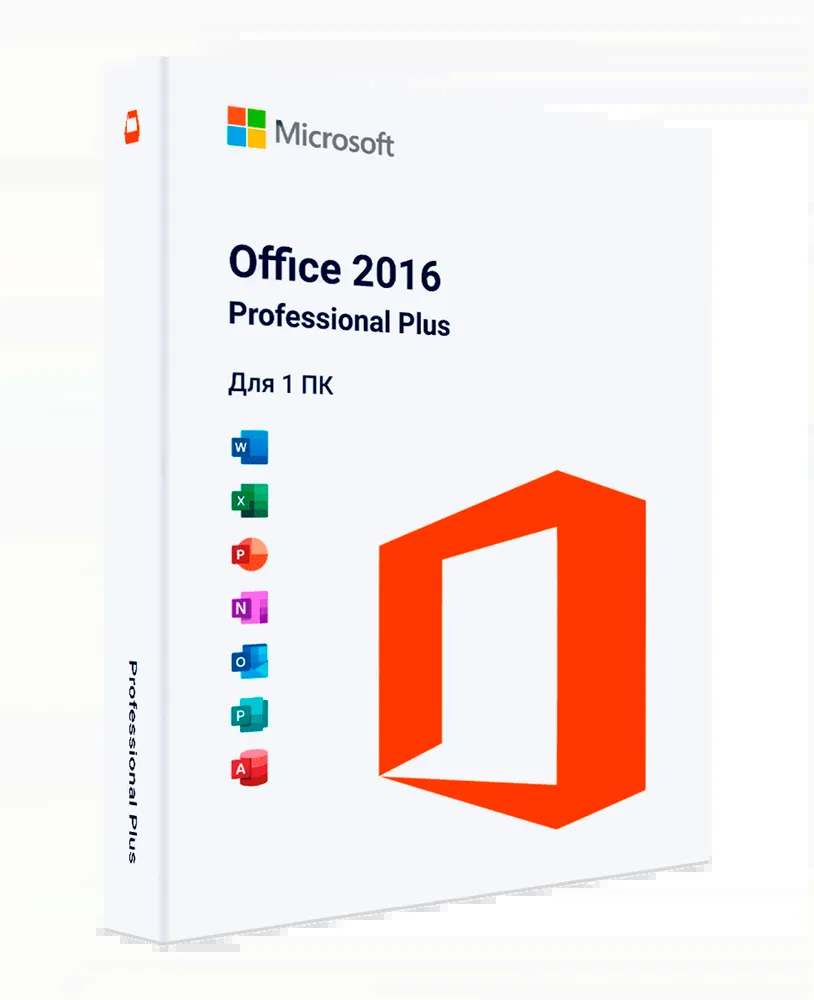 Microsoft
Office 2016
Professional Plus
Для 1 ПК
W
X
P
N
O
P
A
Professional Plus